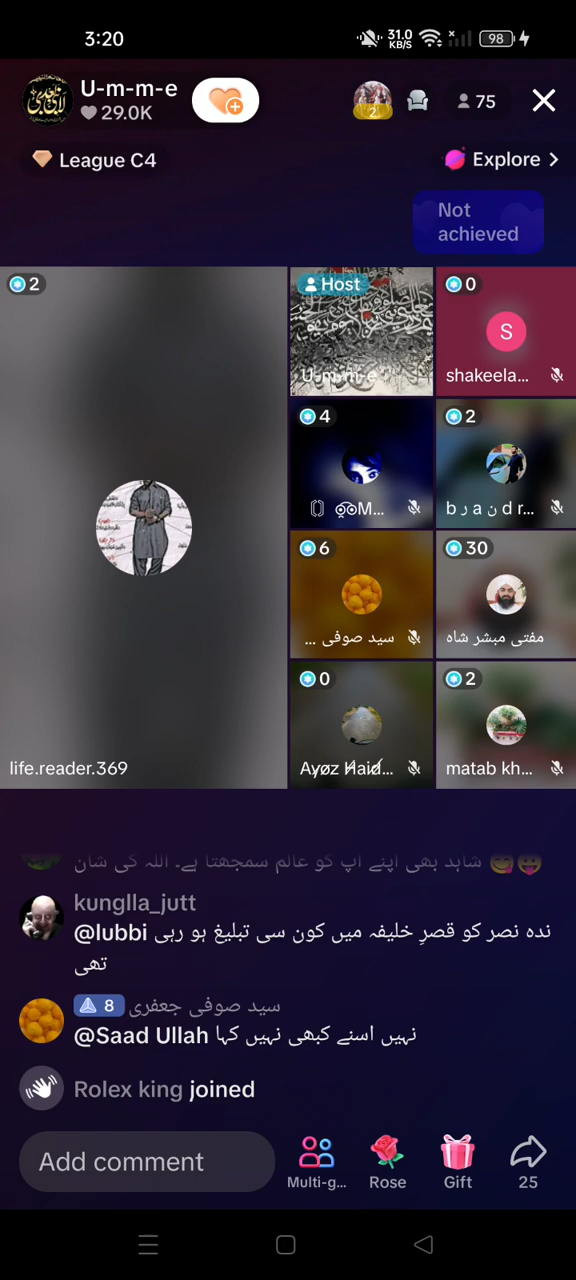 3:20
31.0
KB/S
98
U-m-m-e
29.0K
2
75
League C4
Explore >
Not
achieved
2
Host
U-m-m-e
0
S
shakeela...
4
M...
2
b ر a ن d r...
6
سید صوفی ...
30
مفتی مبشر شاہ
0
Ayøz Haid...
2
matab kh...
life.reader.369
شاہد بھی اپنے آپ کو عالم سمجھتا ہے۔ اللہ کی شان 😋😛
kunglla_jutt
@lubbi ندہ نصر کو قصرِ خلیفہ میں کون سی تبلیغ ہو رہی
تھی
8 سید صوفی جعفری
@Saad Ullah نہیں اسنے کبھی نہیں کہا
Rolex king joined
Add comment
Multi-g...
Rose
Gift
25